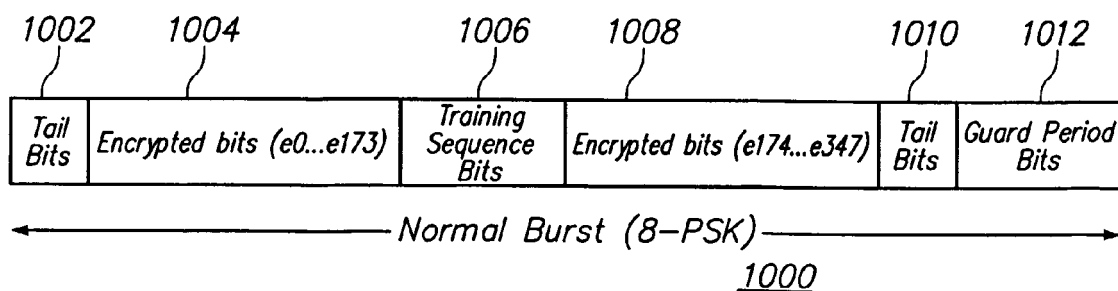 1002 1004 1006 1008 1010 1012
Tail Bits
Encrypted bits (e0...e173)
Training Sequence Bits
Encrypted bits (e174...e347)
Tail Bits
Guard Period Bits
Normal Burst (8-PSK)
1000